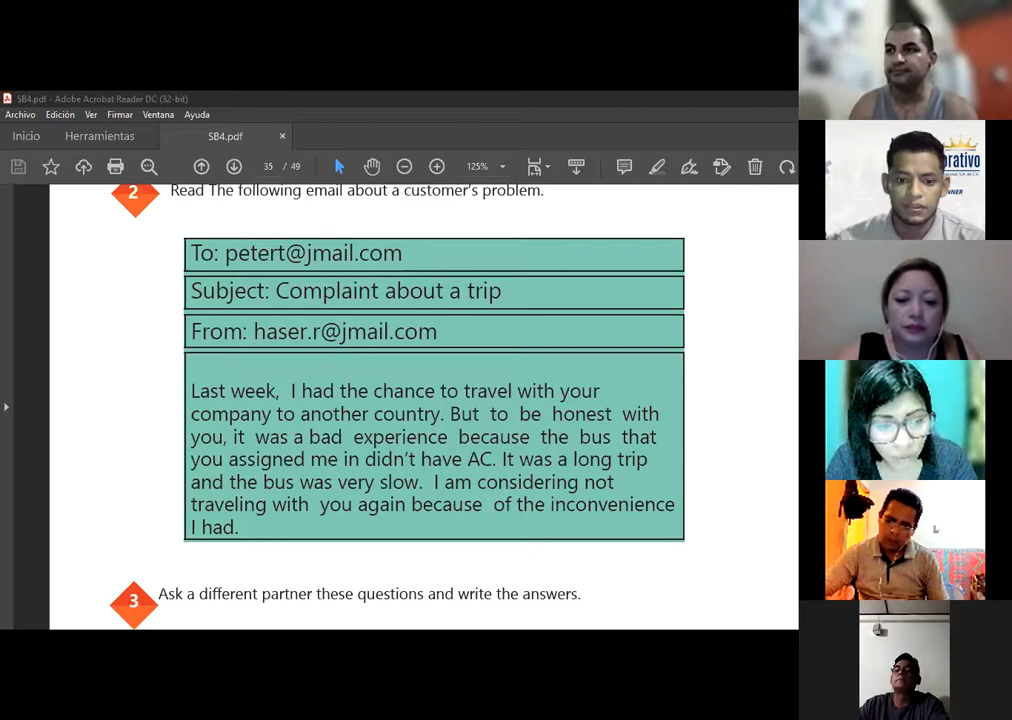 SB4.pdf - Adobe Acrobat Reader DC (32-bit)
Archivo Edición Ver Firmar Ventana Ayuda
Inicio Herramientas SB4.pdf ×
35 / 49 125%
2 Read The following email about a customer's problem.
To: petert@jmail.com
Subject: Complaint about a trip
From: haser.r@jmail.com
Last week, I had the chance to travel with your
company to another country. But to be honest with
you, it was a bad experience because the bus that
you assigned me in didn't have AC. It was a long trip
and the bus was very slow. I am considering not
traveling with you again because of the inconvenience
I had.
3 Ask a different partner these questions and write the answers.